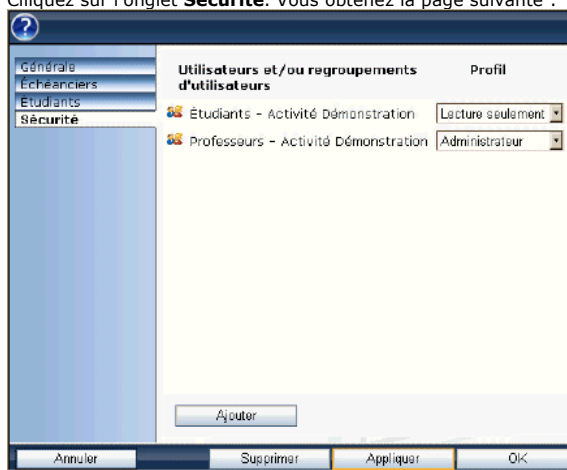 Cliquez sur l'onglet Sécurité. Vous obtenez la page suivante :
?
Générale
Échéanciers
Étudiants
Sécurité
Utilisateurs et/ou regroupements d'utilisateurs
Profil
Étudiants - Activité Démonstration
Lecture seulement
Professeurs - Activité Démonstration
Administrateur
Ajouter
Annuler
Supprimer
Appliquer
OK